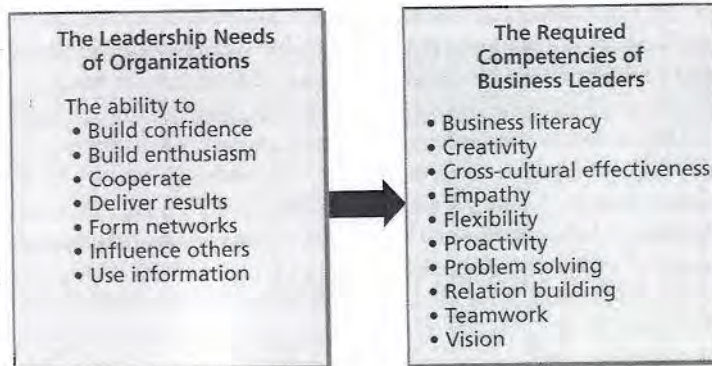 The Leadership Needs
of Organizations
The ability to
• Build confidence
• Build enthusiasm
• Cooperate
• Deliver results
• Form networks
• Influence others
• Use information
The Required
Competencies of
Business Leaders
• Business literacy
• Creativity
• Cross-cultural effectiveness
• Empathy
• Flexibility
• Proactivity
• Problem solving
• Relation building
• Teamwork
• Vision